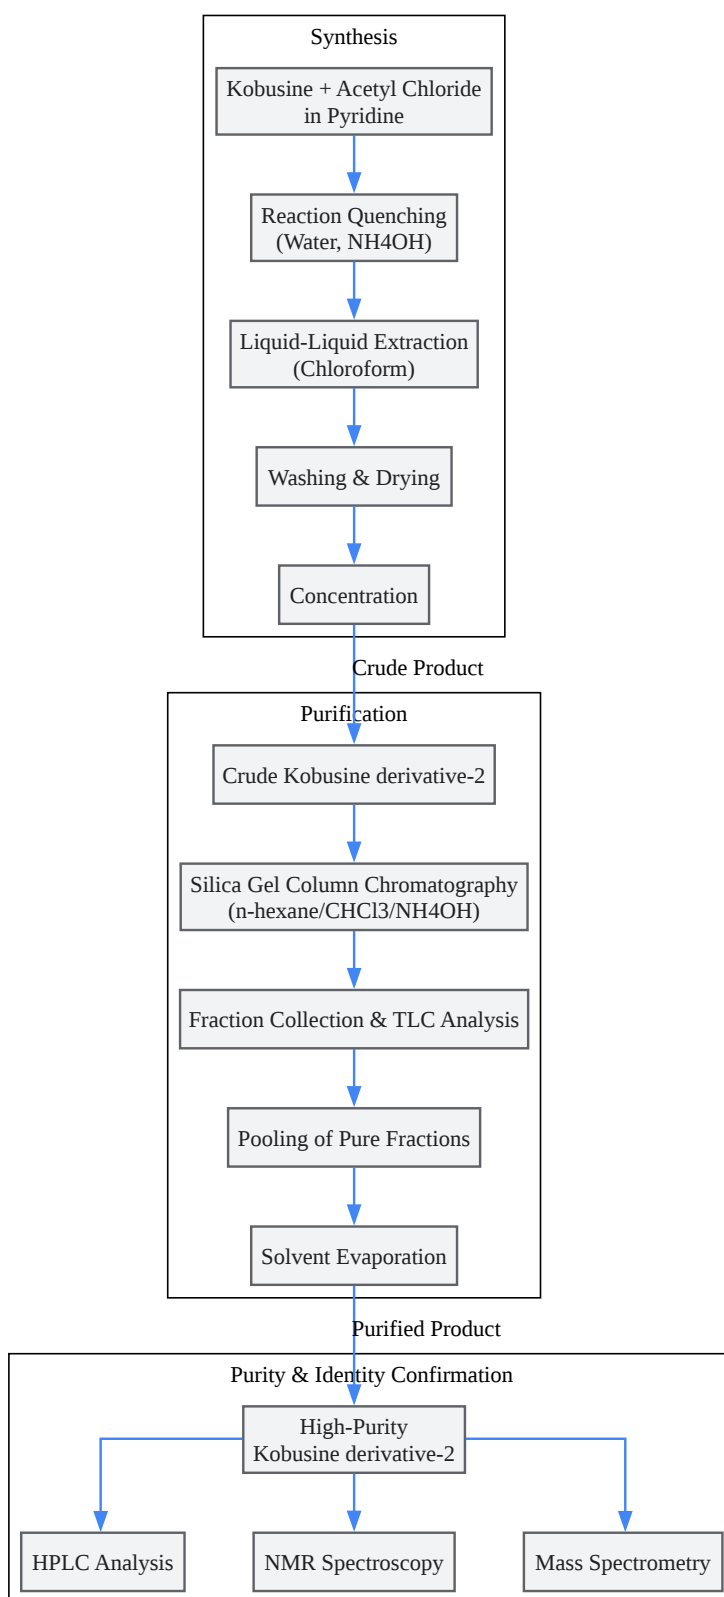 Synthesis
Kobusine + Acetyl Chloride
in Pyridine
Reaction Quenching
(Water, NH4OH)
Liquid-Liquid Extraction
(Chloroform)
Washing & Drying
Concentration
Crude Product
Purification
Crude Kobusine derivative-2
Silica Gel Column Chromatography
(n-hexane/CHCl3/NH4OH)
Fraction Collection & TLC Analysis
Pooling of Pure Fractions
Solvent Evaporation
Purified Product
Purity & Identity Confirmation
High-Purity
Kobusine derivative-2
HPLC Analysis
NMR Spectroscopy
Mass Spectrometry